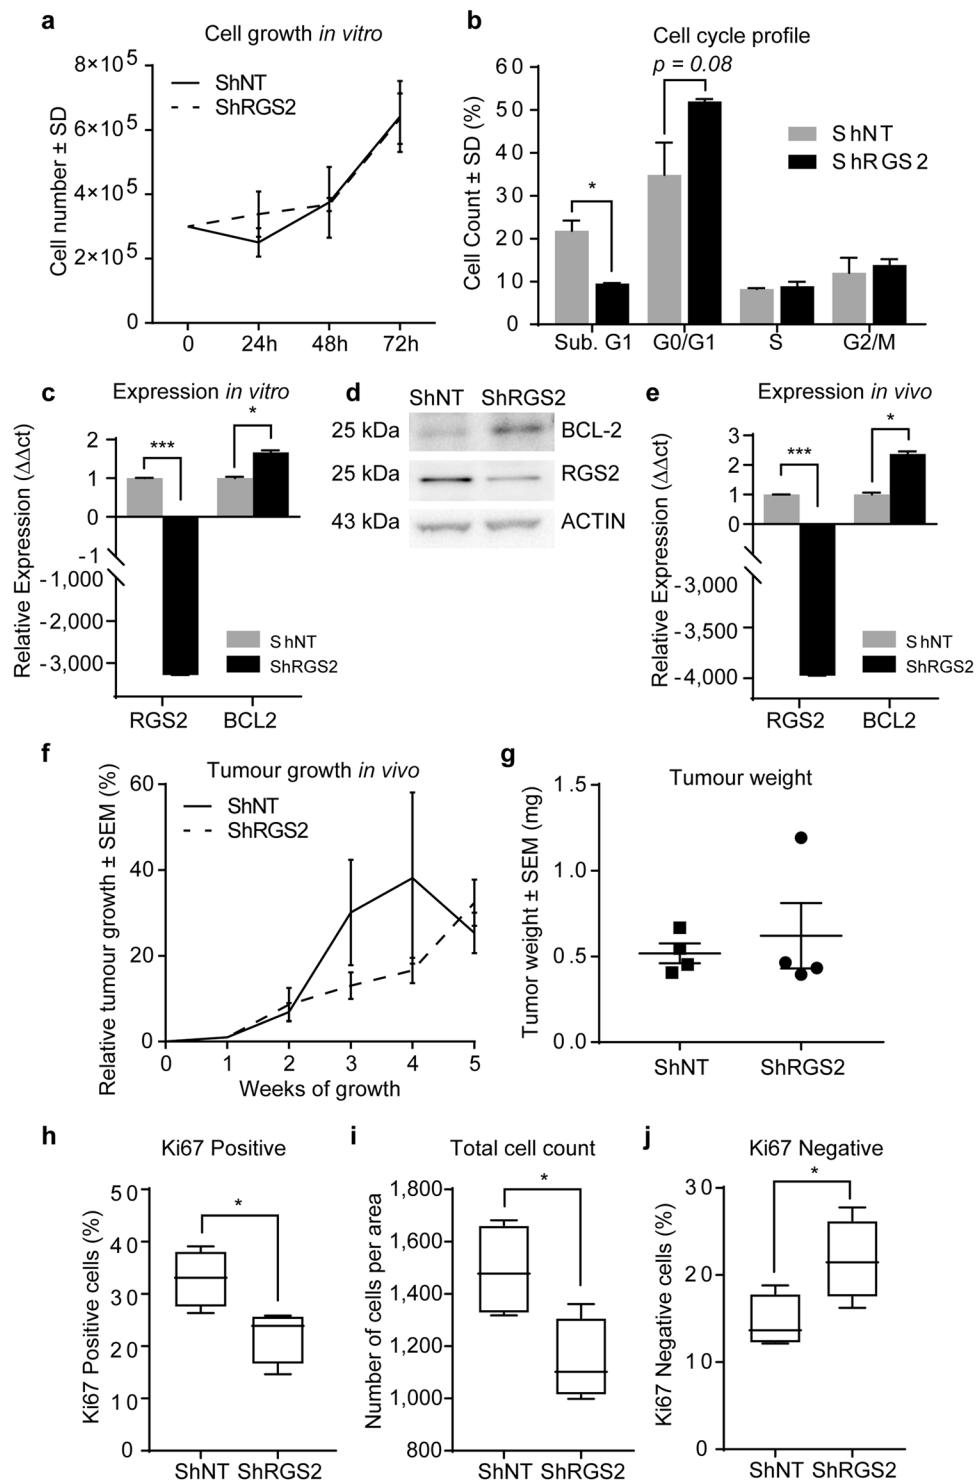 a
Cell growth in vitro
8×10⁵
6×10⁵
4×10⁵
2×10⁵
0
Cell number ± SD
ShNT
ShRGS2
0 24h 48h 72h
b
Cell cycle profile
p = 0.08
60
50
40
30
20
10
0
Cell Count ± SD (%)
*
ShNT
ShRGS2
Sub. G1 G0/G1 S G2/M
c
Expression in vitro
Relative Expression (ΔΔct)
2
1
0
-1
-1,000
-2,000
-3,000
***
*
ShNT
ShRGS2
RGS2 BCL2
d
ShNT ShRGS2
25 kDa BCL-2
25 kDa RGS2
43 kDa ACTIN
e
Expression in vivo
Relative Expression (ΔΔct)
3
2
1
0
-3,000
-3,500
-4,000
***
*
ShNT
ShRGS2
RGS2 BCL2
f
Tumour growth in vivo
Relative tumour growth ± SEM (%)
60
40
20
0
ShNT
ShRGS2
0 1 2 3 4 5
Weeks of growth
g
Tumour weight
Tumor weight ± SEM (mg)
1.5
1.0
0.5
0.0
ShNT ShRGS2
h
Ki67 Positive
Ki67 Positive cells (%)
50
40
30
20
10
0
*
ShNT ShRGS2
i
Total cell count
Number of cells per area
1,800
1,600
1,400
1,200
1,000
800
*
ShNT ShRGS2
j
Ki67 Negative
Ki67 Negative cells (%)
30
20
10
0
*
ShNT ShRGS2